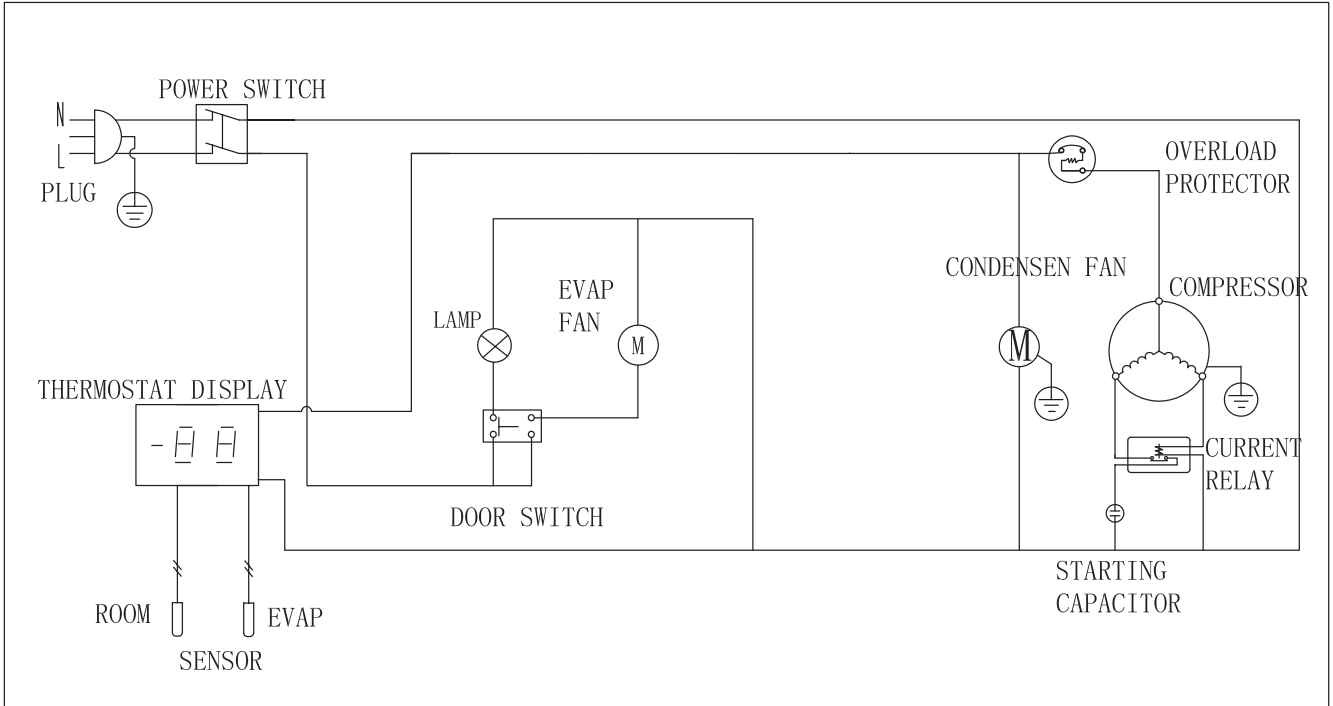 POWER SWITCH
N
L
PLUG
OVERLOAD
PROTECTOR
CONDENSEN FAN
COMPRESSOR
EVAP
FAN
LAMP
M
M
THERMOSTAT DISPLAY
CURRENT
RELAY
DOOR SWITCH
STARTING
CAPACITOR
ROOM
EVAP
SENSOR